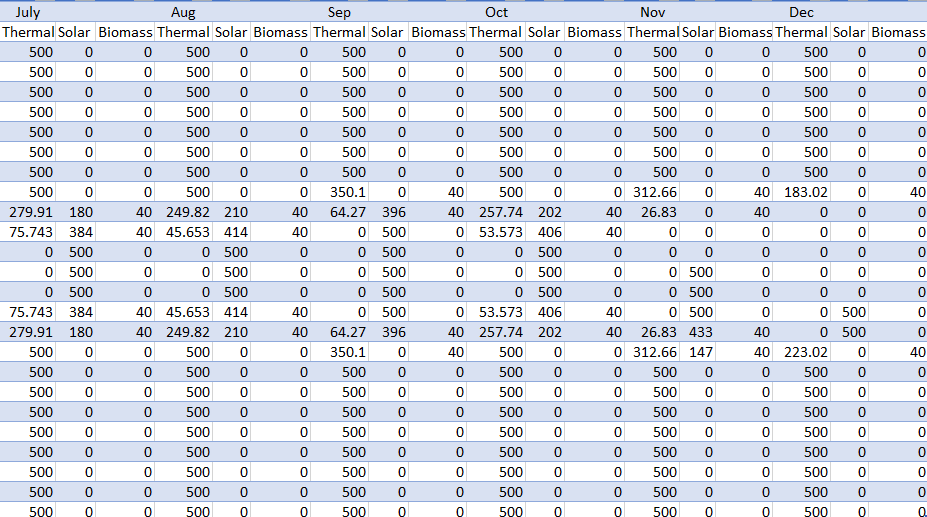 July Aug Sep Oct Nov Dec
Thermal Solar Biomass Thermal Solar Biomass Thermal Solar Biomass Thermal Solar Biomass Thermal Solar Biomass Thermal Solar Biomass
500 0 0 500 0 0 500 0 0 500 0 0 500 0 0 500 0 0
500 0 0 500 0 0 500 0 0 500 0 0 500 0 0 500 0 0
500 0 0 500 0 0 500 0 0 500 0 0 500 0 0 500 0 0
500 0 0 500 0 0 500 0 0 500 0 0 500 0 0 500 0 0
500 0 0 500 0 0 500 0 0 500 0 0 500 0 0 500 0 0
500 0 0 500 0 0 500 0 0 500 0 0 500 0 0 500 0 0
500 0 0 500 0 0 500 0 0 500 0 0 500 0 0 500 0 0
500 0 0 500 0 0 350.1 0 40 500 0 0 312.66 0 40 183.02 0 40
279.91 180 40 249.82 210 40 64.27 396 40 257.74 202 40 26.83 0 40 0 0 0
75.743 384 40 45.653 414 40 0 500 0 53.573 406 40 0 0 0 0 0 0
0 500 0 0 500 0 0 500 0 0 500 0 0 0 0 0 0 0
0 500 0 0 500 0 0 500 0 0 500 0 0 500 0 0 0 0
0 500 0 0 500 0 0 500 0 0 500 0 0 500 0 0 0 0
75.743 384 40 45.653 414 40 0 500 0 53.573 406 40 0 500 0 0 500 0
279.91 180 40 249.82 210 40 64.27 396 40 257.74 202 40 26.83 433 40 0 500 0
500 0 0 500 0 0 350.1 0 40 500 0 0 312.66 147 40 223.02 0 40
500 0 0 500 0 0 500 0 0 500 0 0 500 0 0 500 0 0
500 0 0 500 0 0 500 0 0 500 0 0 500 0 0 500 0 0
500 0 0 500 0 0 500 0 0 500 0 0 500 0 0 500 0 0
500 0 0 500 0 0 500 0 0 500 0 0 500 0 0 500 0 0
500 0 0 500 0 0 500 0 0 500 0 0 500 0 0 500 0 0
500 0 0 500 0 0 500 0 0 500 0 0 500 0 0 500 0 0
500 0 0 500 0 0 500 0 0 500 0 0 500 0 0 500 0 0
500 0 0 500 0 0 500 0 0 500 0 0 500 0 0 500 0 0